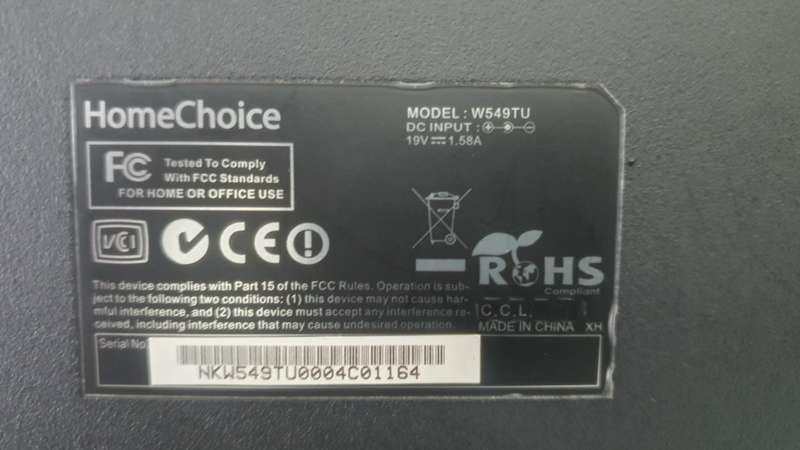 HomeChoice
MODEL : W549TU
DC INPUT :
19V 1.58A
FC
Tested To Comply
With FCC Standards
FOR HOME OR OFFICE USE
VCI
CE
ROHS
Compliant
This device complies with Part 15 of the FCC Rules. Operation is sub-
ject to the following two conditions: (1) this device may not cause har-
mful interference, and (2) this device must accept any interference re-
ceived, including interference that may cause undesired operation.
C.C.L.
MADE IN CHINA XH
Serial No
NKW549TU0004C01164